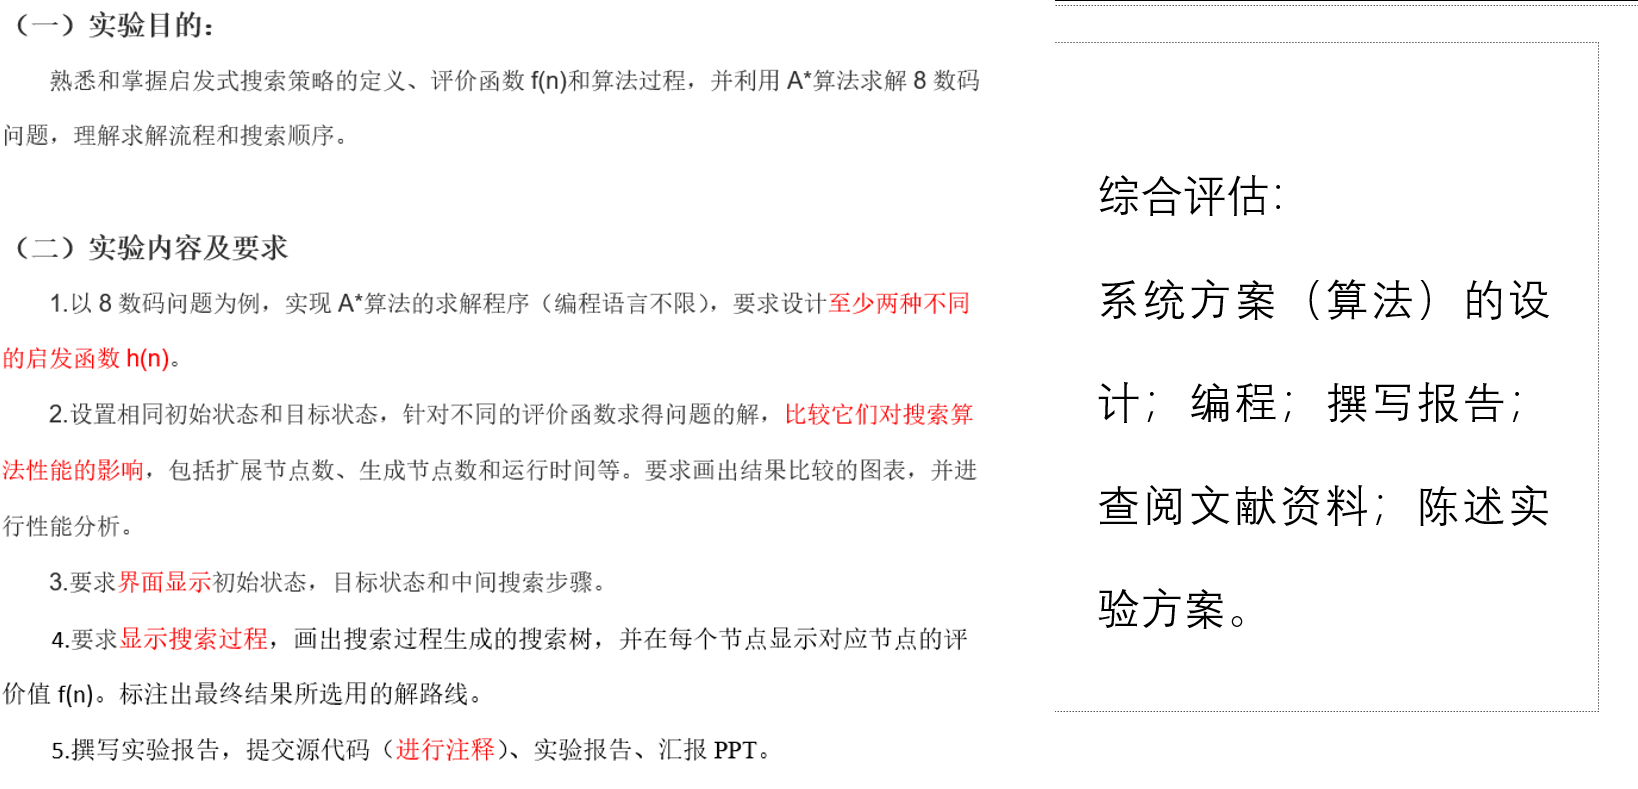 （一）实验目的：
熟悉和掌握启发式搜索策略的定义、评价函数 f(n)和算法过程，并利用 A*算法求解 8 数码
问题，理解求解流程和搜索顺序。
（二）实验内容及要求
1.以 8 数码问题为例，实现 A*算法的求解程序（编程语言不限），要求设计至少两种不同
的启发函数 h(n)。
2.设置相同初始状态和目标状态，针对不同的评价函数求得问题的解，比较它们对搜索算
法性能的影响，包括扩展节点数、生成节点数和运行时间等。要求画出结果比较的图表，并进
行性能分析。
3.要求界面显示初始状态，目标状态和中间搜索步骤。
4.要求显示搜索过程，画出搜索过程生成的搜索树，并在每个节点显示对应节点的评
价值 f(n)。标注出最终结果所选用的解路线。
5.撰写实验报告，提交源代码（进行注释）、实验报告、汇报 PPT。
综合评估：
系统方案（算法）的设
计；编程；撰写报告；
查阅文献资料；陈述实
验方案。